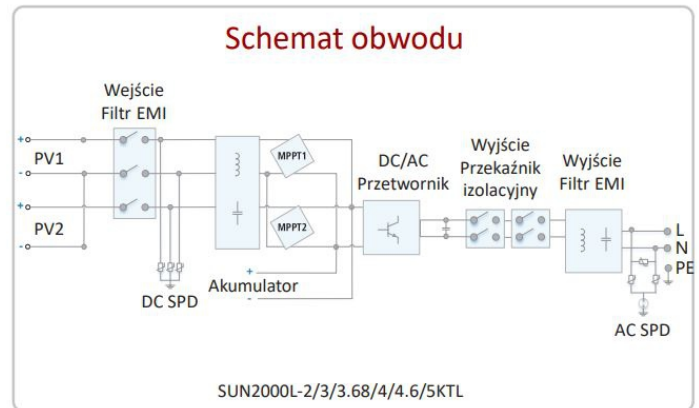 Schemat obwodu
Wejście
Filtr EMI
+
PV1
-
+
PV2
-
DC SPD
MPPT1
MPPT2
+
Akumulator
-
DC/AC
Przetwornik
Wyjście
Przekaźnik
izolacyjny
Wyjście
Filtr EMI
L
N
PE
AC SPD
SUN2000L-2/3/3.68/4/4.6/5KTL